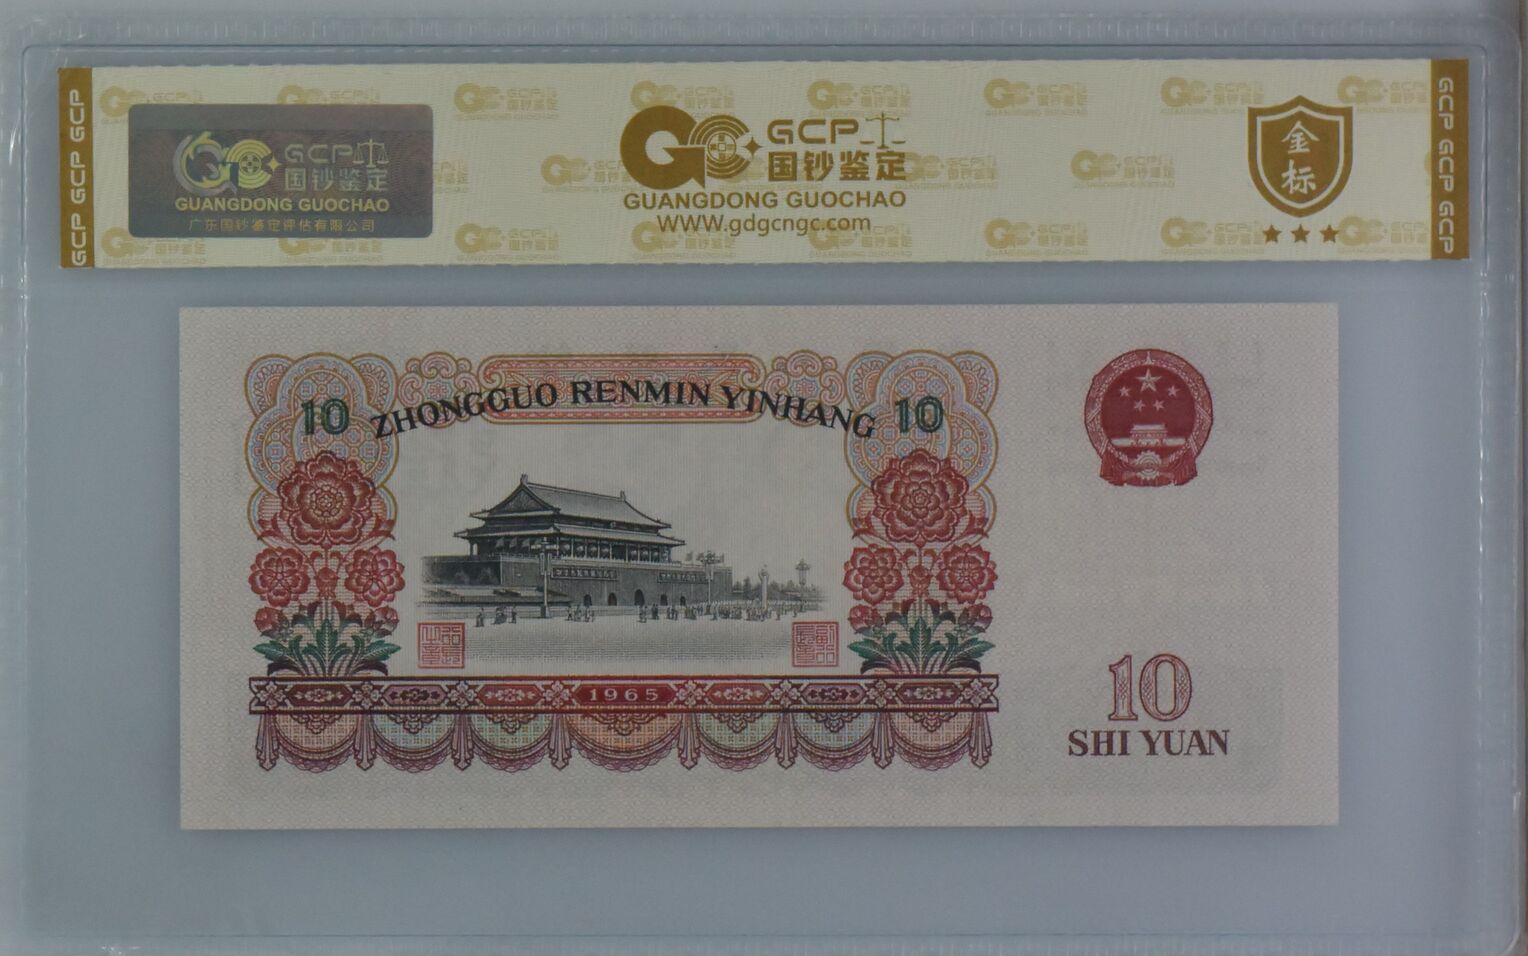 GCP GCP GCP
GCP
国钞鉴定
GUANGDONG GUOCHAO
广东国钞鉴定评估有限公司
GCP
国钞鉴定
GUANGDONG GUOCHAO
WWW.gdgcngc.com
金标
GCP GCP GCP
10 ZHONGGUO RENMIN YINHANG 10
1965
10
SHI YUAN